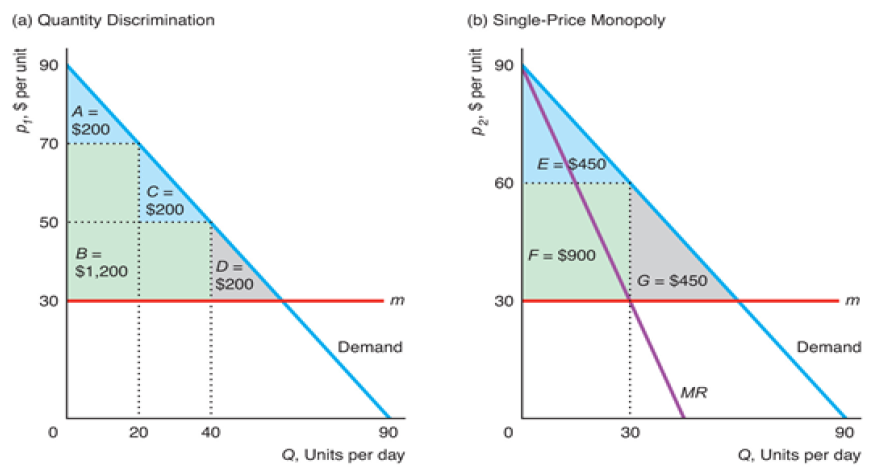 (a) Quantity Discrimination
p1, $ per unit
90
A =
$200
70
C =
$200
50
B =
$1,200
D =
$200
30
m
Demand
0
20
40
90
Q, Units per day
(b) Single-Price Monopoly
p2, $ per unit
90
E = $450
60
F = $900
G = $450
30
m
Demand
MR
0
30
90
Q, Units per day